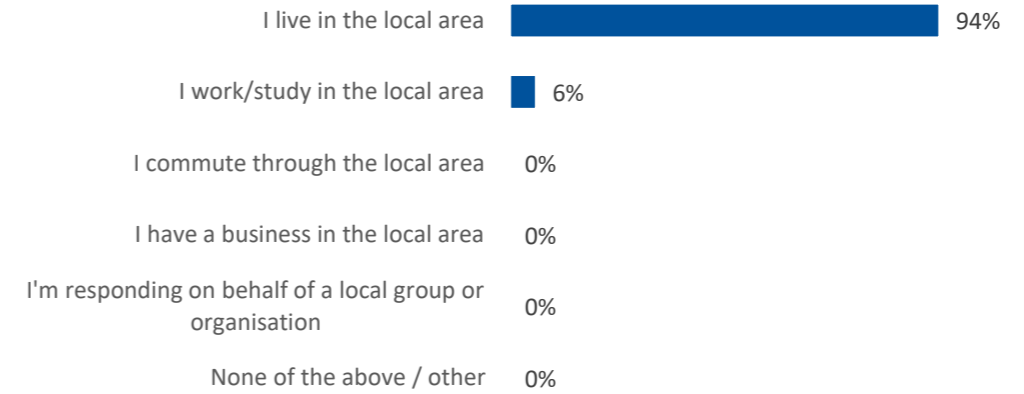 I live in the local area 94%
I work/study in the local area 6%
I commute through the local area 0%
I have a business in the local area 0%
I'm responding on behalf of a local group or
organisation 0%
None of the above / other 0%